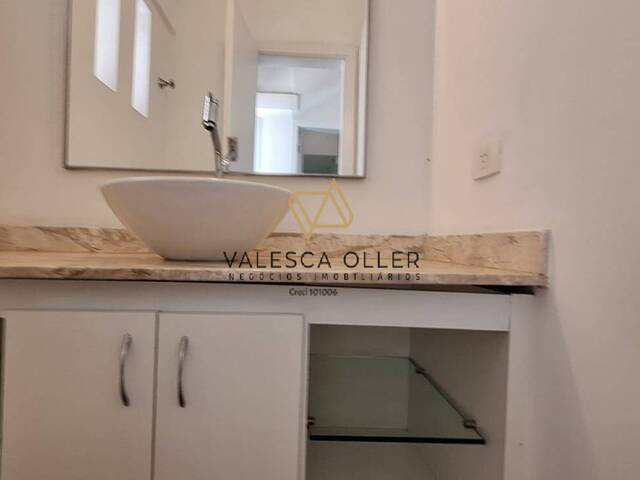 VALESCA OLLER
NEGÓCIOS IMOBILIÁRIOS
Creci 101006